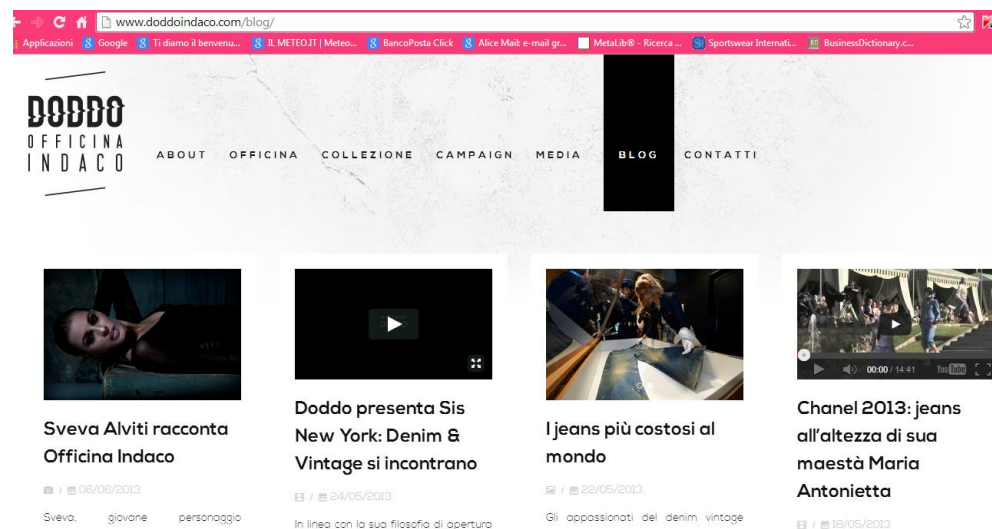 www.doddoindaco.com/blog/
Applicazioni Google Ti diamo il benvenu... IL METEO.IT | Meteo... BancoPosta Click Alice Mail: e-mail gr... MetaLib® - Ricerca ... Sportswear Internati... BusinessDictionary.c...
DODDO
OFFICINA
INDACO
ABOUT OFFICINA COLLEZIONE CAMPAIGN MEDIA BLOG CONTATTI
Sveva Alviti racconta
Officina Indaco
/ 06/06/2013
Sveva, giovane personaggio
Doddo presenta Sis
New York: Denim &
Vintage si incontrano
/ 24/05/2013
In linea con la sua filosofia di apertura
I jeans più costosi al
mondo
/ 22/05/2013
Gli appassionati del denim vintage
00:00 / 14:41 YouTube
Chanel 2013: jeans
all'altezza di sua
maestà Maria
Antonietta
/ 16/05/2013